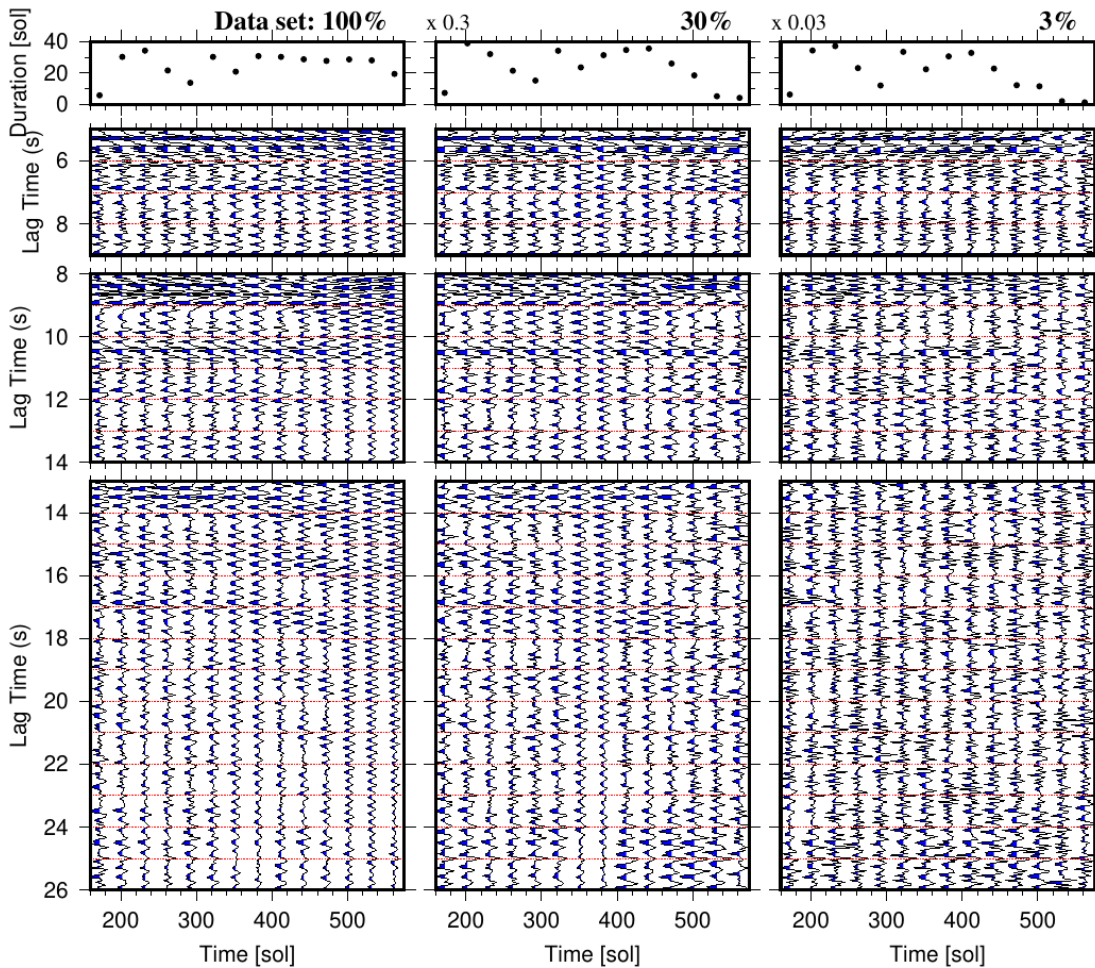 Data set: 100%
x 0.3
30%
x 0.03
3%
Duration [sol]
40
20
0
Lag Time (s)
6
8
Lag Time (s)
8
10
12
14
Lag Time (s)
14
16
18
20
22
24
26
200 300 400 500
200 300 400 500
200 300 400 500
Time [sol]
Time [sol]
Time [sol]